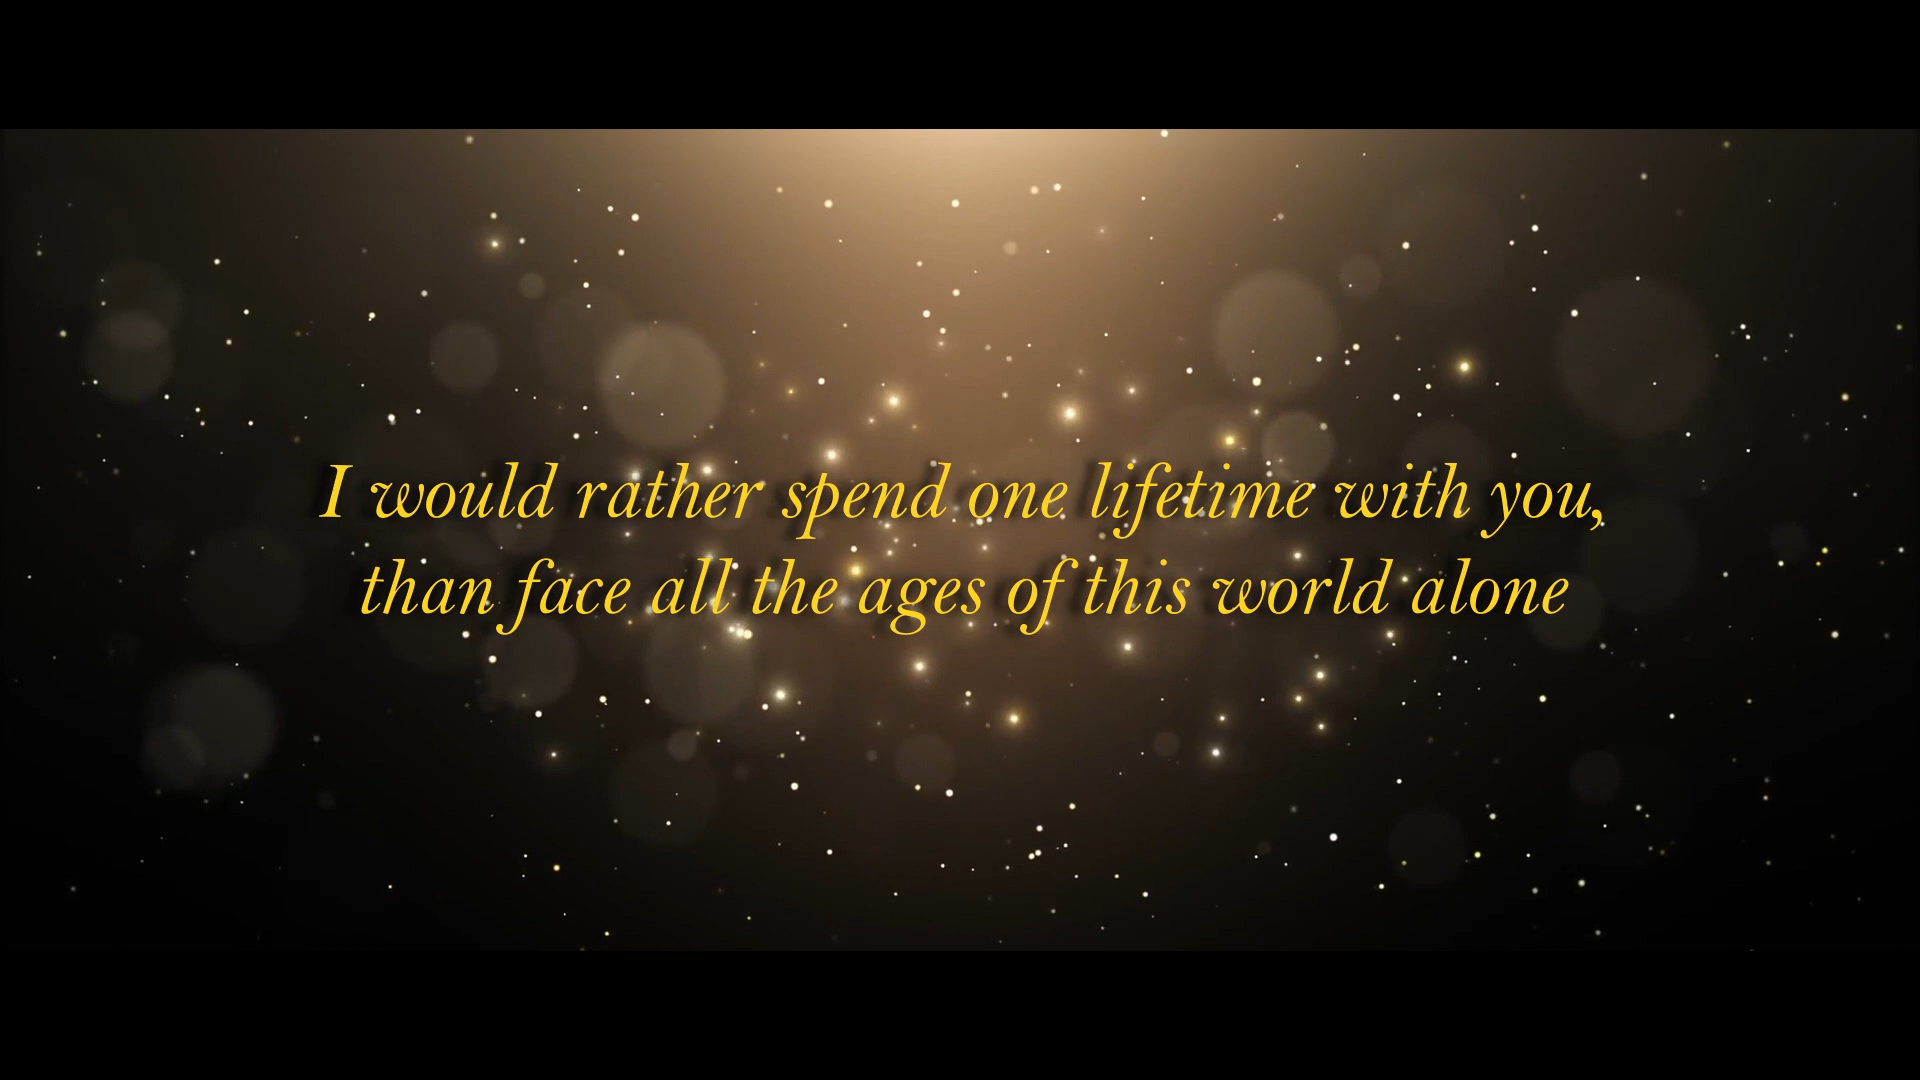 I would rather spend one lifetime with you,
than face all the ages of this world alone